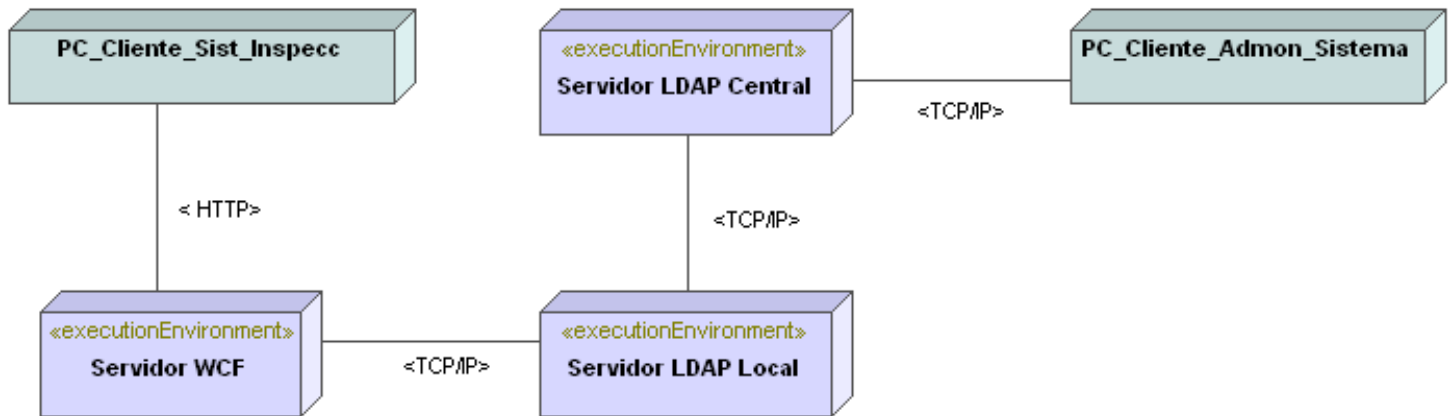 PC_Cliente_Sist_Inspecc
«executionEnvironment»
Servidor LDAP Central
PC_Cliente_Admon_Sistema
<TCP/IP>
< HTTP>
<TCP/IP>
«executionEnvironment»
Servidor WCF
<TCP/IP>
«executionEnvironment»
Servidor LDAP Local